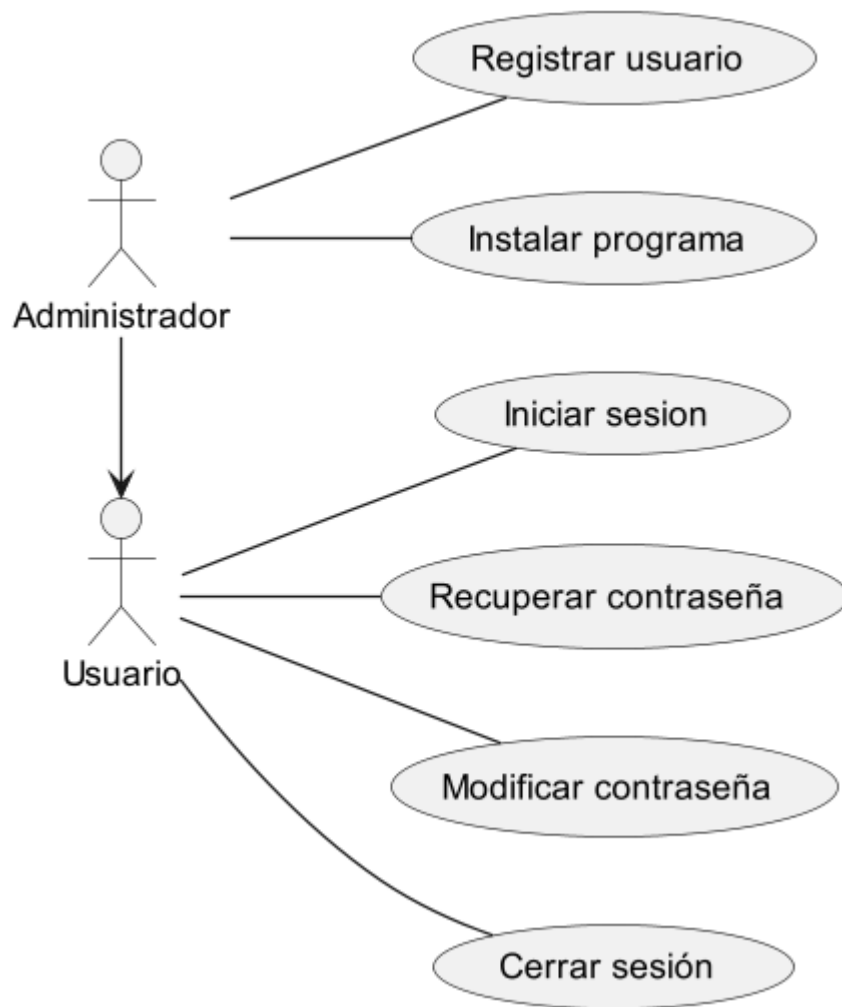 Registrar usuario
Instalar programa
Administrador
Iniciar sesion
Recuperar contraseña
Usuario
Modificar contraseña
Cerrar sesión